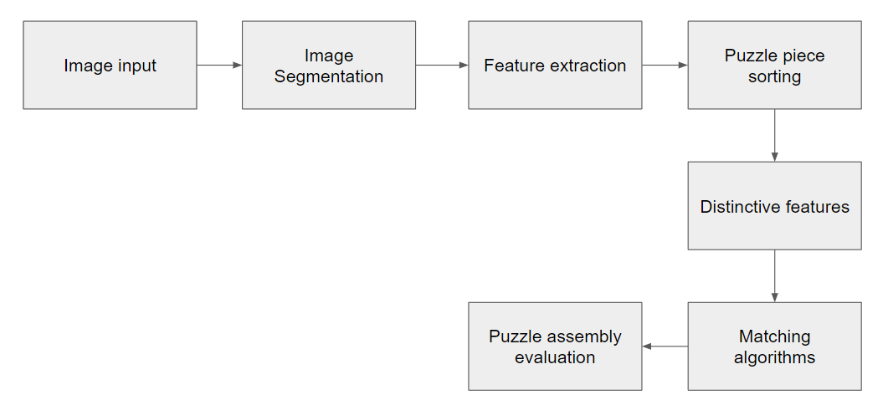 Image input
Image
Segmentation
Feature extraction
Puzzle piece
sorting
Distinctive features
Matching
algorithms
Puzzle assembly
evaluation